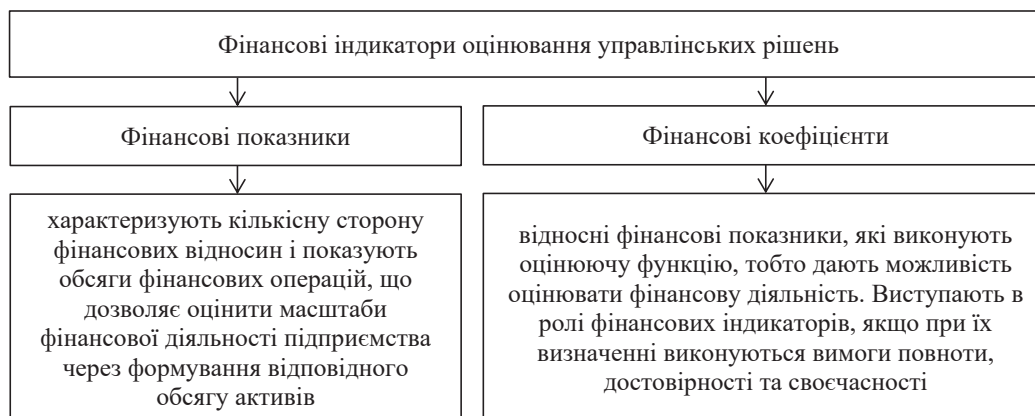 Фінансові індикатори оцінювання управлінських рішень
Фінансові показники
Фінансові коефіцієнти
характеризують кількісну сторону
фінансових відносин і показують
обсяги фінансових операцій, що
дозволяє оцінити масштаби
фінансової діяльності підприємства
через формування відповідного
обсягу активів
відносні фінансові показники, які виконують
оцінюючу функцію, тобто дають можливість
оцінювати фінансову діяльність. Виступають в
ролі фінансових індикаторів, якщо при їх
визначенні виконуються вимоги повноти,
достовірності та своєчасності